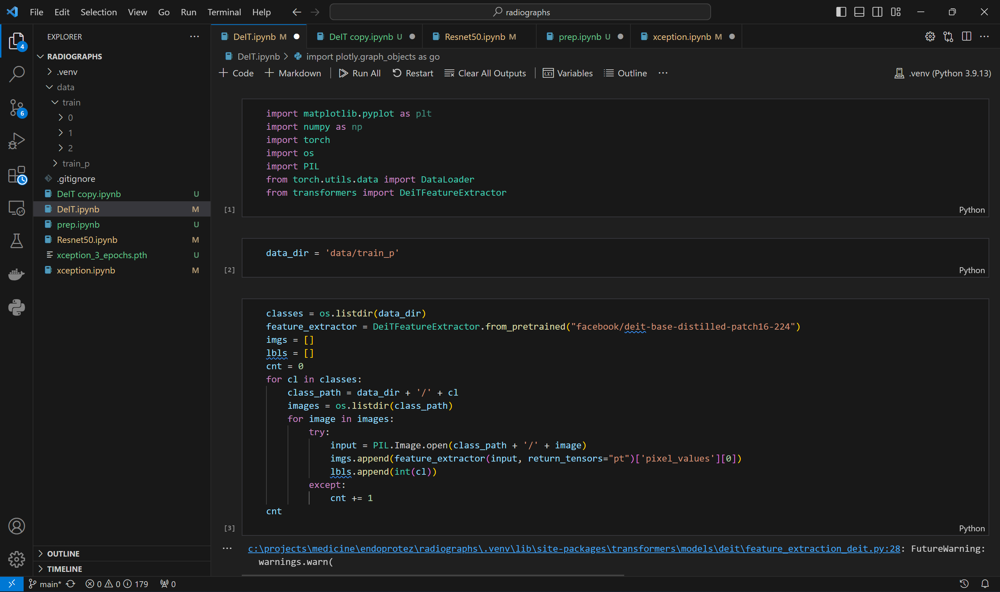 File Edit Selection View Go Run Terminal Help
radiographs
EXPLORER
RADIOGRAPHS
.venv
data
train
0
1
2
train_p
.gitignore
DeIT copy.ipynb U
DeIT.ipynb M
prep.ipynb U
Resnet50.ipynb M
xception_3_epochs.pth U
xception.ipynb M
OUTLINE
TIMELINE
4
6
DeIT.ipynb M DeIT copy.ipynb U Resnet50.ipynb M prep.ipynb U xception.ipynb M
DeIT.ipynb > import plotly.graph_objects as go
Code Markdown Run All Restart Clear All Outputs Variables Outline .venv (Python 3.9.13)
import matplotlib.pyplot as plt
import numpy as np
import torch
import os
import PIL
from torch.utils.data import DataLoader
from transformers import DeiTFeatureExtractor
[1] Python
data_dir = 'data/train_p'
[2] Python
classes = os.listdir(data_dir)
feature_extractor = DeiTFeatureExtractor.from_pretrained("facebook/deit-base-distilled-patch16-224")
imgs = []
lbls = []
cnt = 0
for cl in classes:
    class_path = data_dir + '/' + cl
    images = os.listdir(class_path)
    for image in images:
        try:
            input = PIL.Image.open(class_path + '/' + image)
            imgs.append(feature_extractor(input, return_tensors="pt")['pixel_values'][0])
            lbls.append(int(cl))
        except:
            cnt += 1
cnt
[3] Python
c:\projects\medicine\endoprotez\radiographs\.venv\lib\site-packages\transformers\models\deit\feature_extraction_deit.py:28: FutureWarning:
  warnings.warn(
main* 0 0 179 0